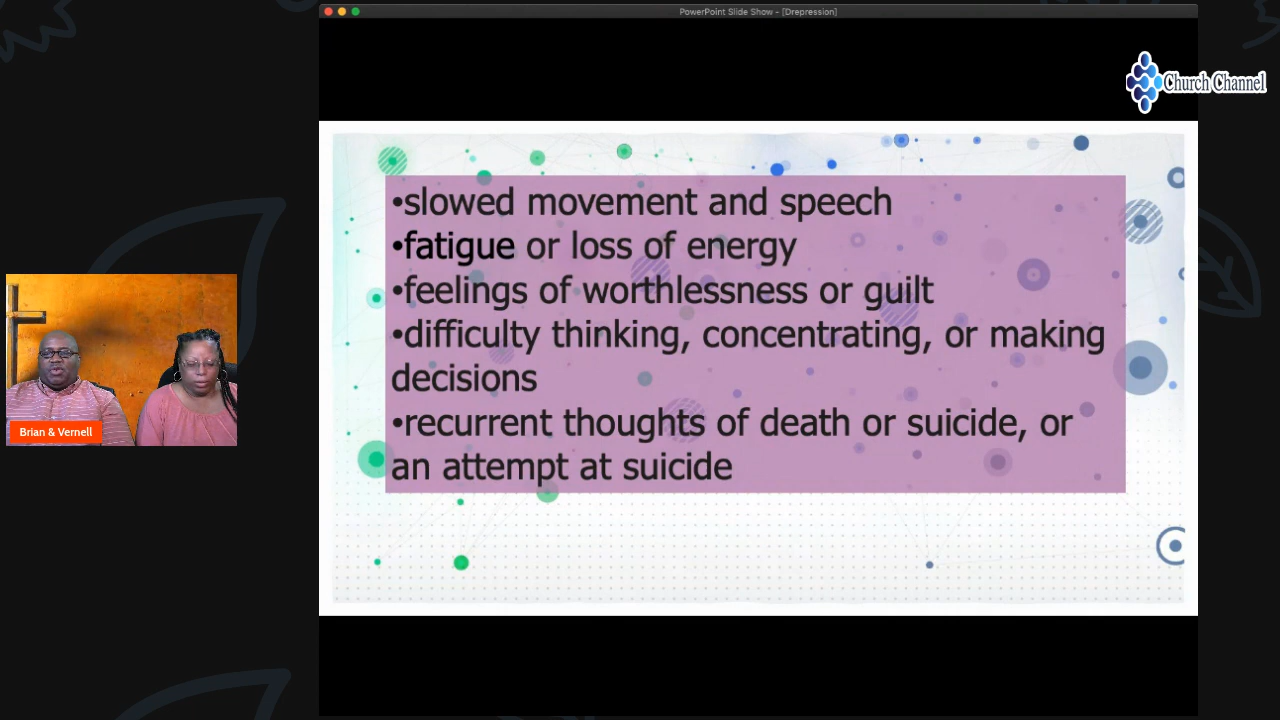 PowerPoint Slide Show - [Drepression]
Church Channel
•slowed movement and speech
•fatigue or loss of energy
•feelings of worthlessness or guilt
•difficulty thinking, concentrating, or making
decisions
•recurrent thoughts of death or suicide, or
an attempt at suicide
Brian & Vernell